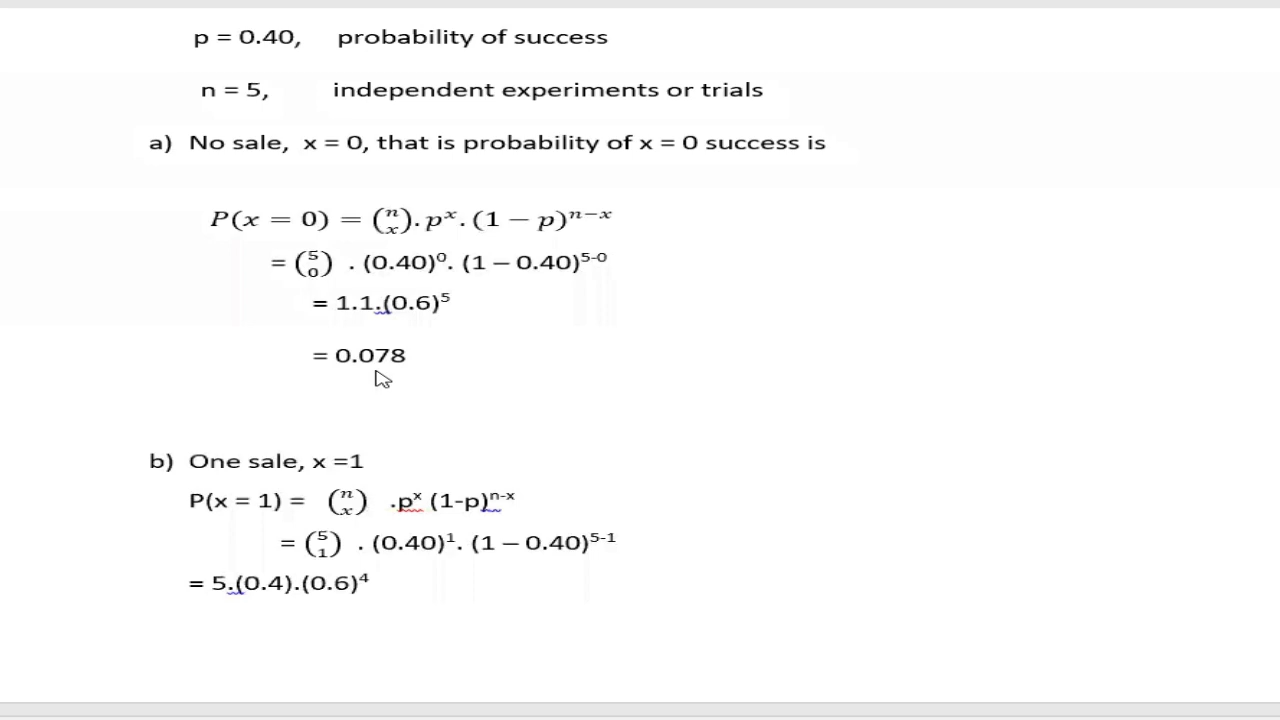 p = 0.40, probability of success
n = 5, independent experiments or trials
a) No sale, x = 0, that is probability of x = 0 success is
P(x = 0) = (n x). pˣ. (1 − p)ⁿ⁻ˣ
= (5 0) . (0.40)⁰. (1 – 0.40)⁵⁻⁰
= 1.1.(0.6)⁵
= 0.078
b) One sale, x =1
P(x = 1) = (n x) .pˣ (1-p)ⁿ⁻ˣ
= (5 1) . (0.40)¹. (1 – 0.40)⁵⁻¹
= 5.(0.4).(0.6)⁴